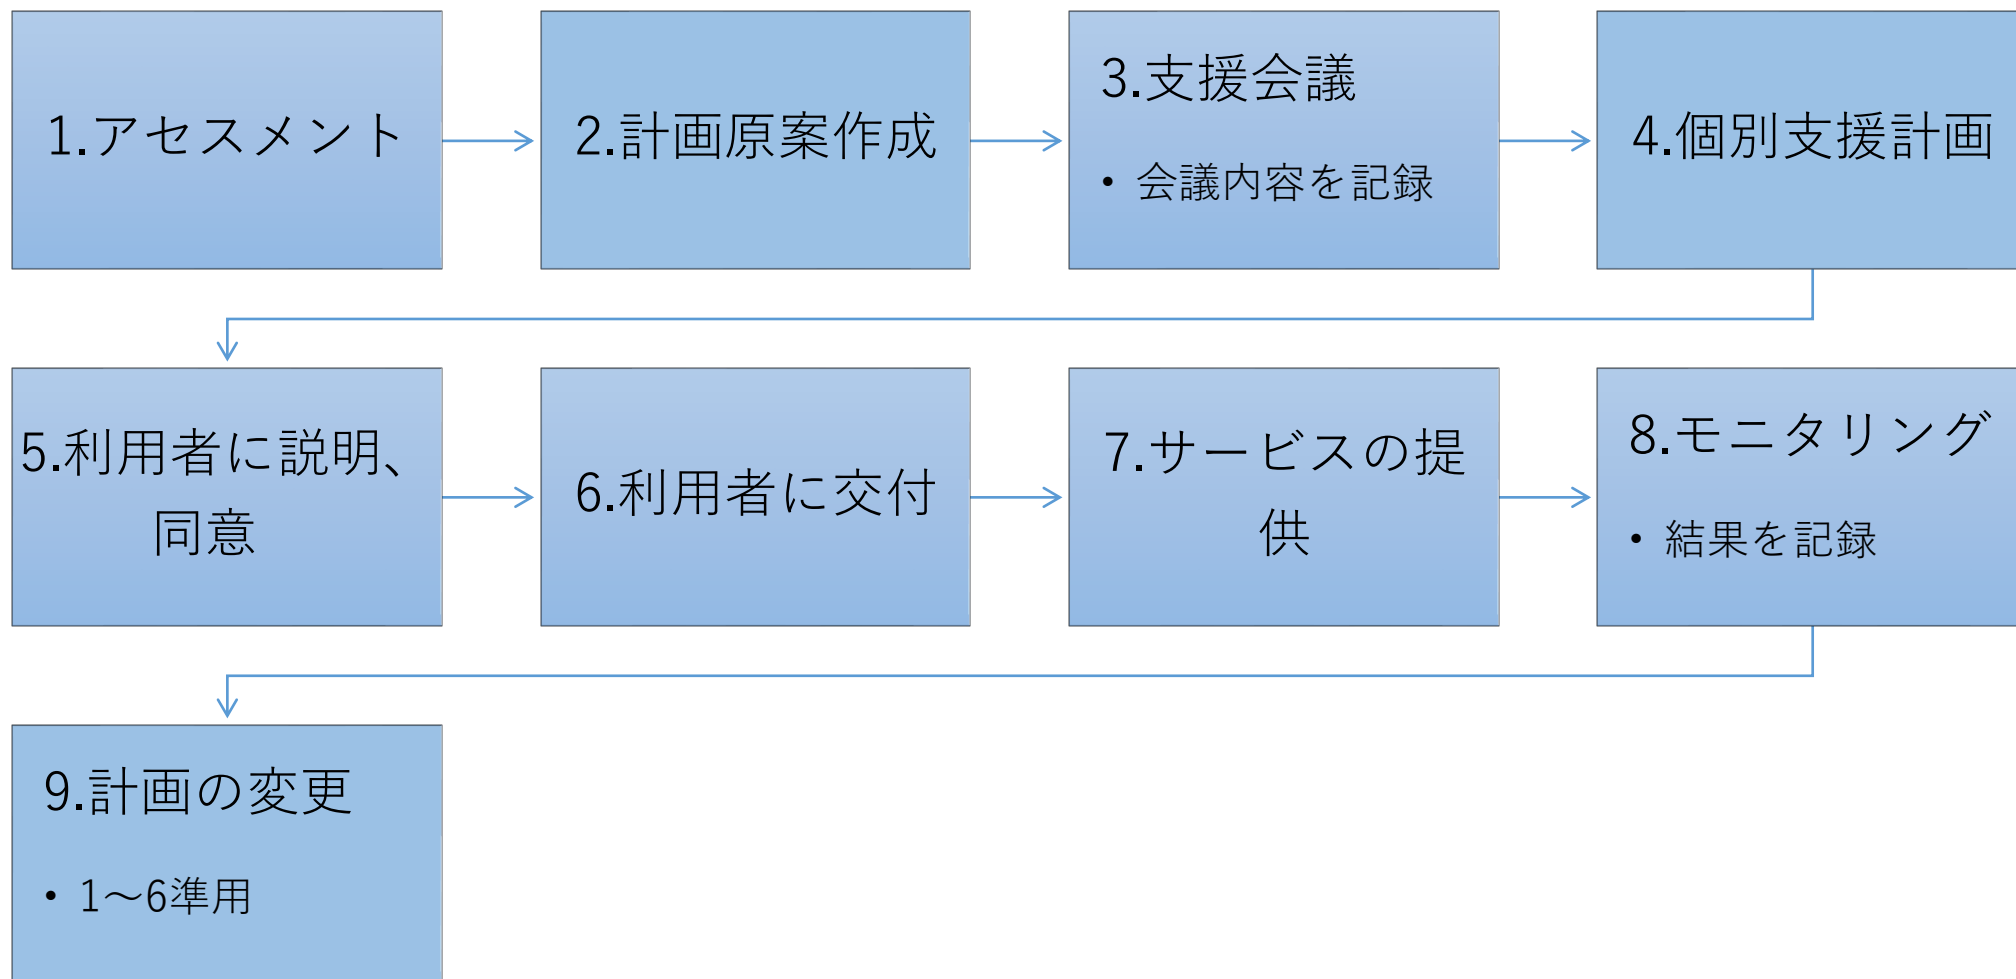 1.アセスメント
2.計画原案作成
3.支援会議
• 会議内容を記録
4.個別支援計画
5.利用者に説明、
同意
6.利用者に交付
7.サービスの提
供
8.モニタリング
• 結果を記録
9.計画の変更
• 1～6準用